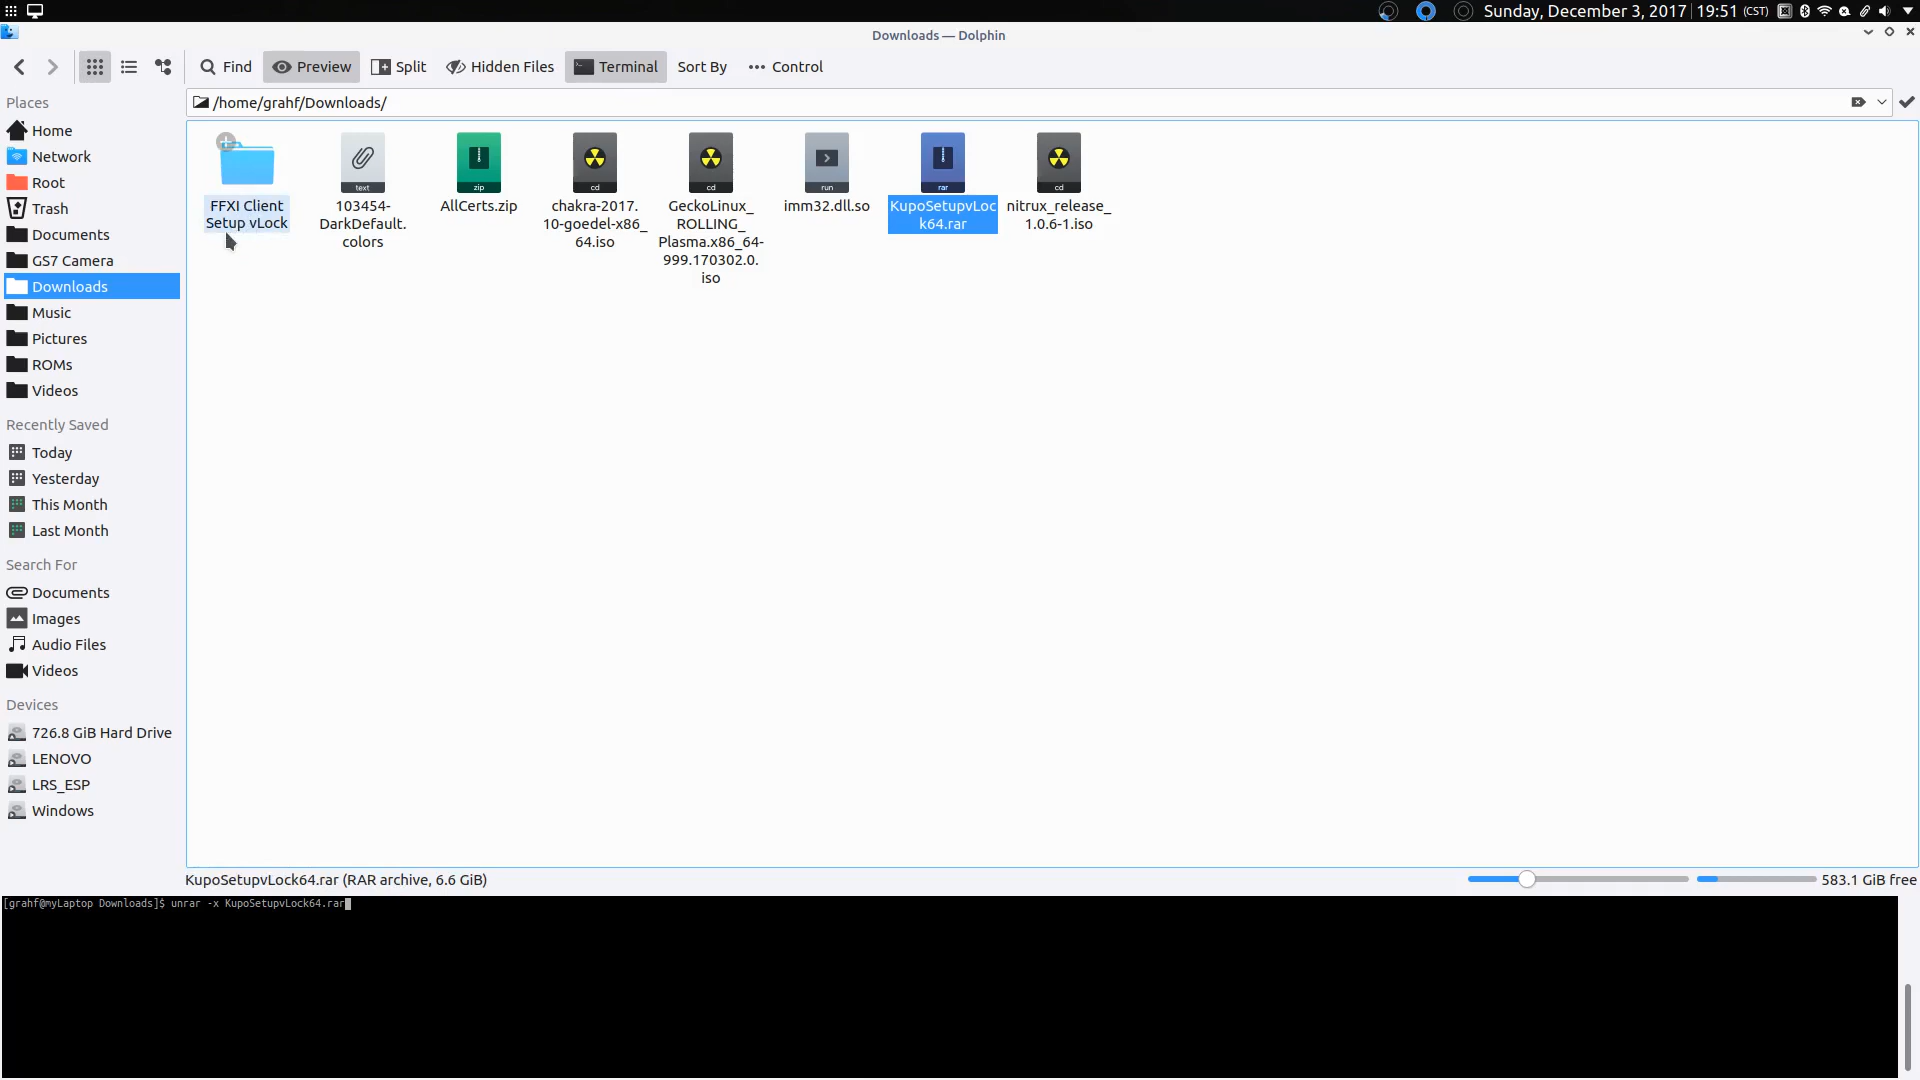 Sunday, December 3, 2017 19:51 (CST)
Downloads — Dolphin
Find Preview Split Hidden Files Terminal Sort By Control
Places
/home/grahf/Downloads/
Home
Network
Root
Trash
Documents
GS7 Camera
Downloads
Music
Pictures
ROMs
Videos
Recently Saved
Today
Yesterday
This Month
Last Month
Search For
Documents
Images
Audio Files
Videos
Devices
726.8 GiB Hard Drive
LENOVO
LRS_ESP
Windows
FFXI Client
Setup vLock
text
103454-
DarkDefault.
colors
zip
AllCerts.zip
cd
chakra-2017.
10-goedel-x86_
64.iso
cd
GeckoLinux_
ROLLING_
Plasma.x86_64-
999.170302.0.
iso
run
imm32.dll.so
rar
KupoSetupvLoc
k64.rar
cd
nitrux_release_
1.0.6-1.iso
KupoSetupvLock64.rar (RAR archive, 6.6 GiB)
583.1 GiB free
[grahf@myLaptop Downloads]$ unrar -x KupoSetupvLock64.rar